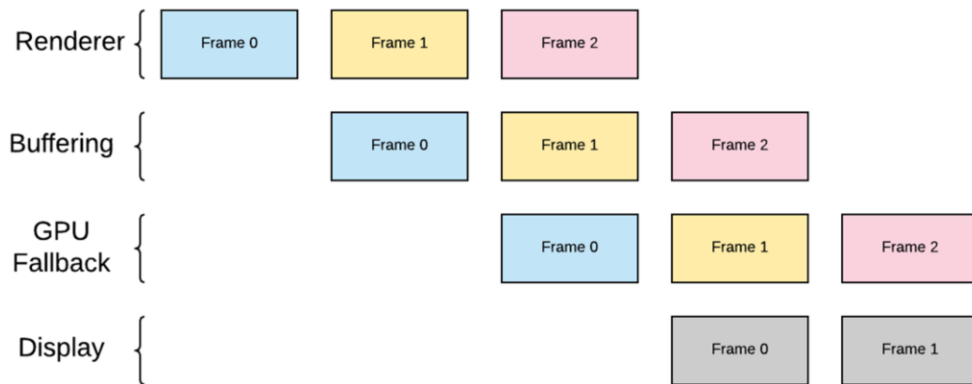 Renderer
Frame 0
Frame 1
Frame 2
Buffering
Frame 0
Frame 1
Frame 2
GPU
Fallback
Frame 0
Frame 1
Frame 2
Display
Frame 0
Frame 1